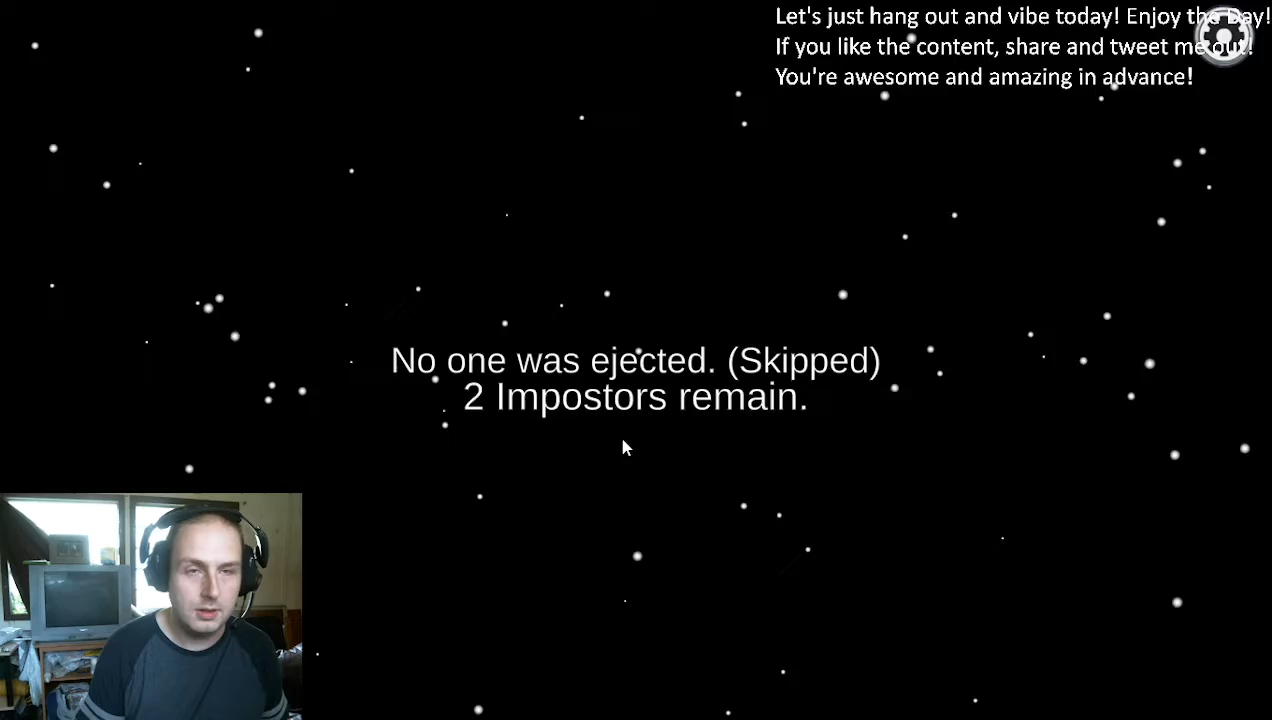 Let's just hang out and vibe today! Enjoy the Day!
If you like the content, share and tweet me out!
You're awesome and amazing in advance!
No one was ejected. (Skipped)
2 Impostors remain.